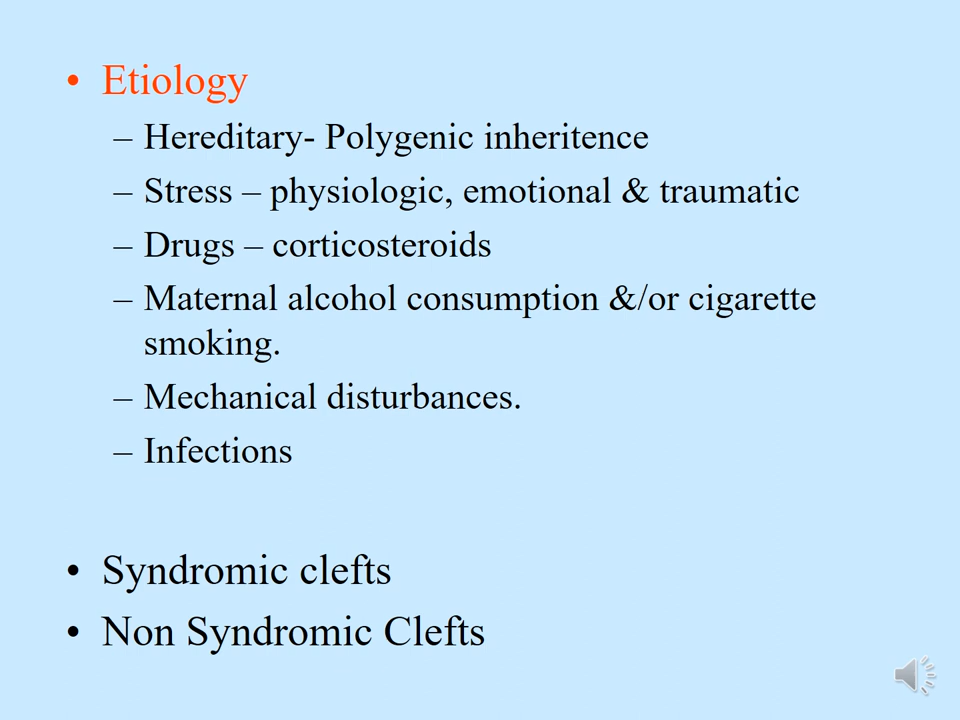 • Etiology
– Hereditary- Polygenic inheritence
– Stress – physiologic, emotional & traumatic
– Drugs – corticosteroids
– Maternal alcohol consumption &/or cigarette
smoking.
– Mechanical disturbances.
– Infections
• Syndromic clefts
• Non Syndromic Clefts